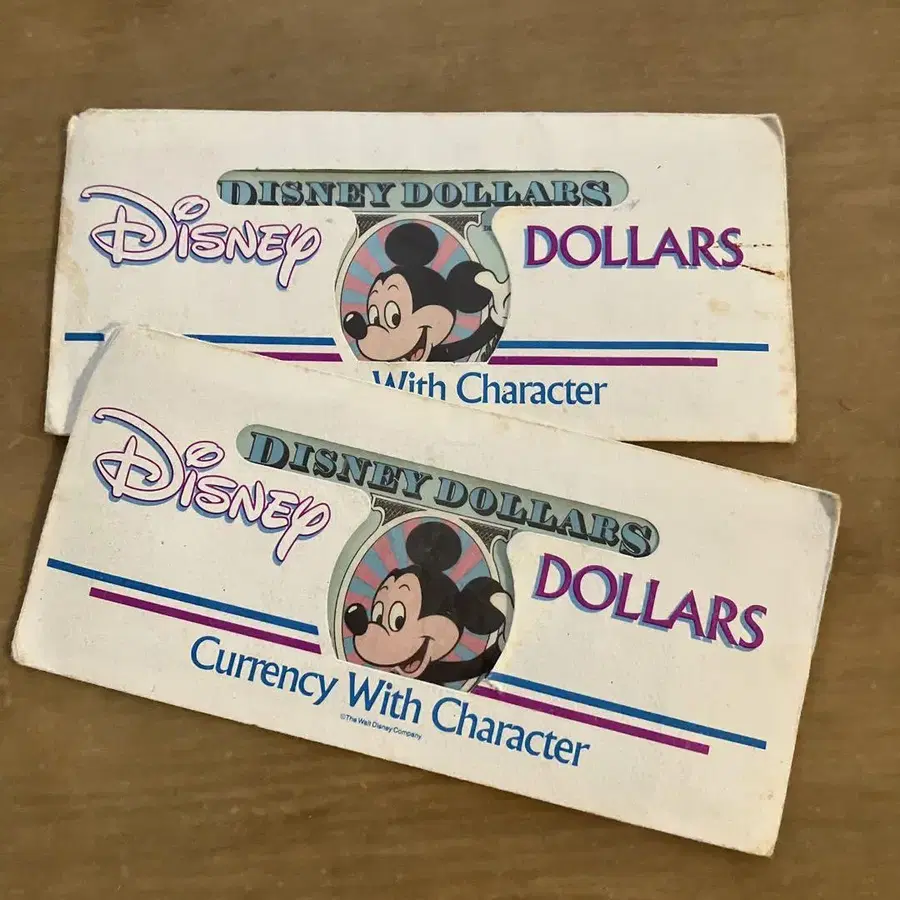 DISNEY DOLLARS
Disney DOLLARS
With Character
DISNEY DOLLARS
Disney DOLLARS
Currency With Character
©The Walt Disney Company